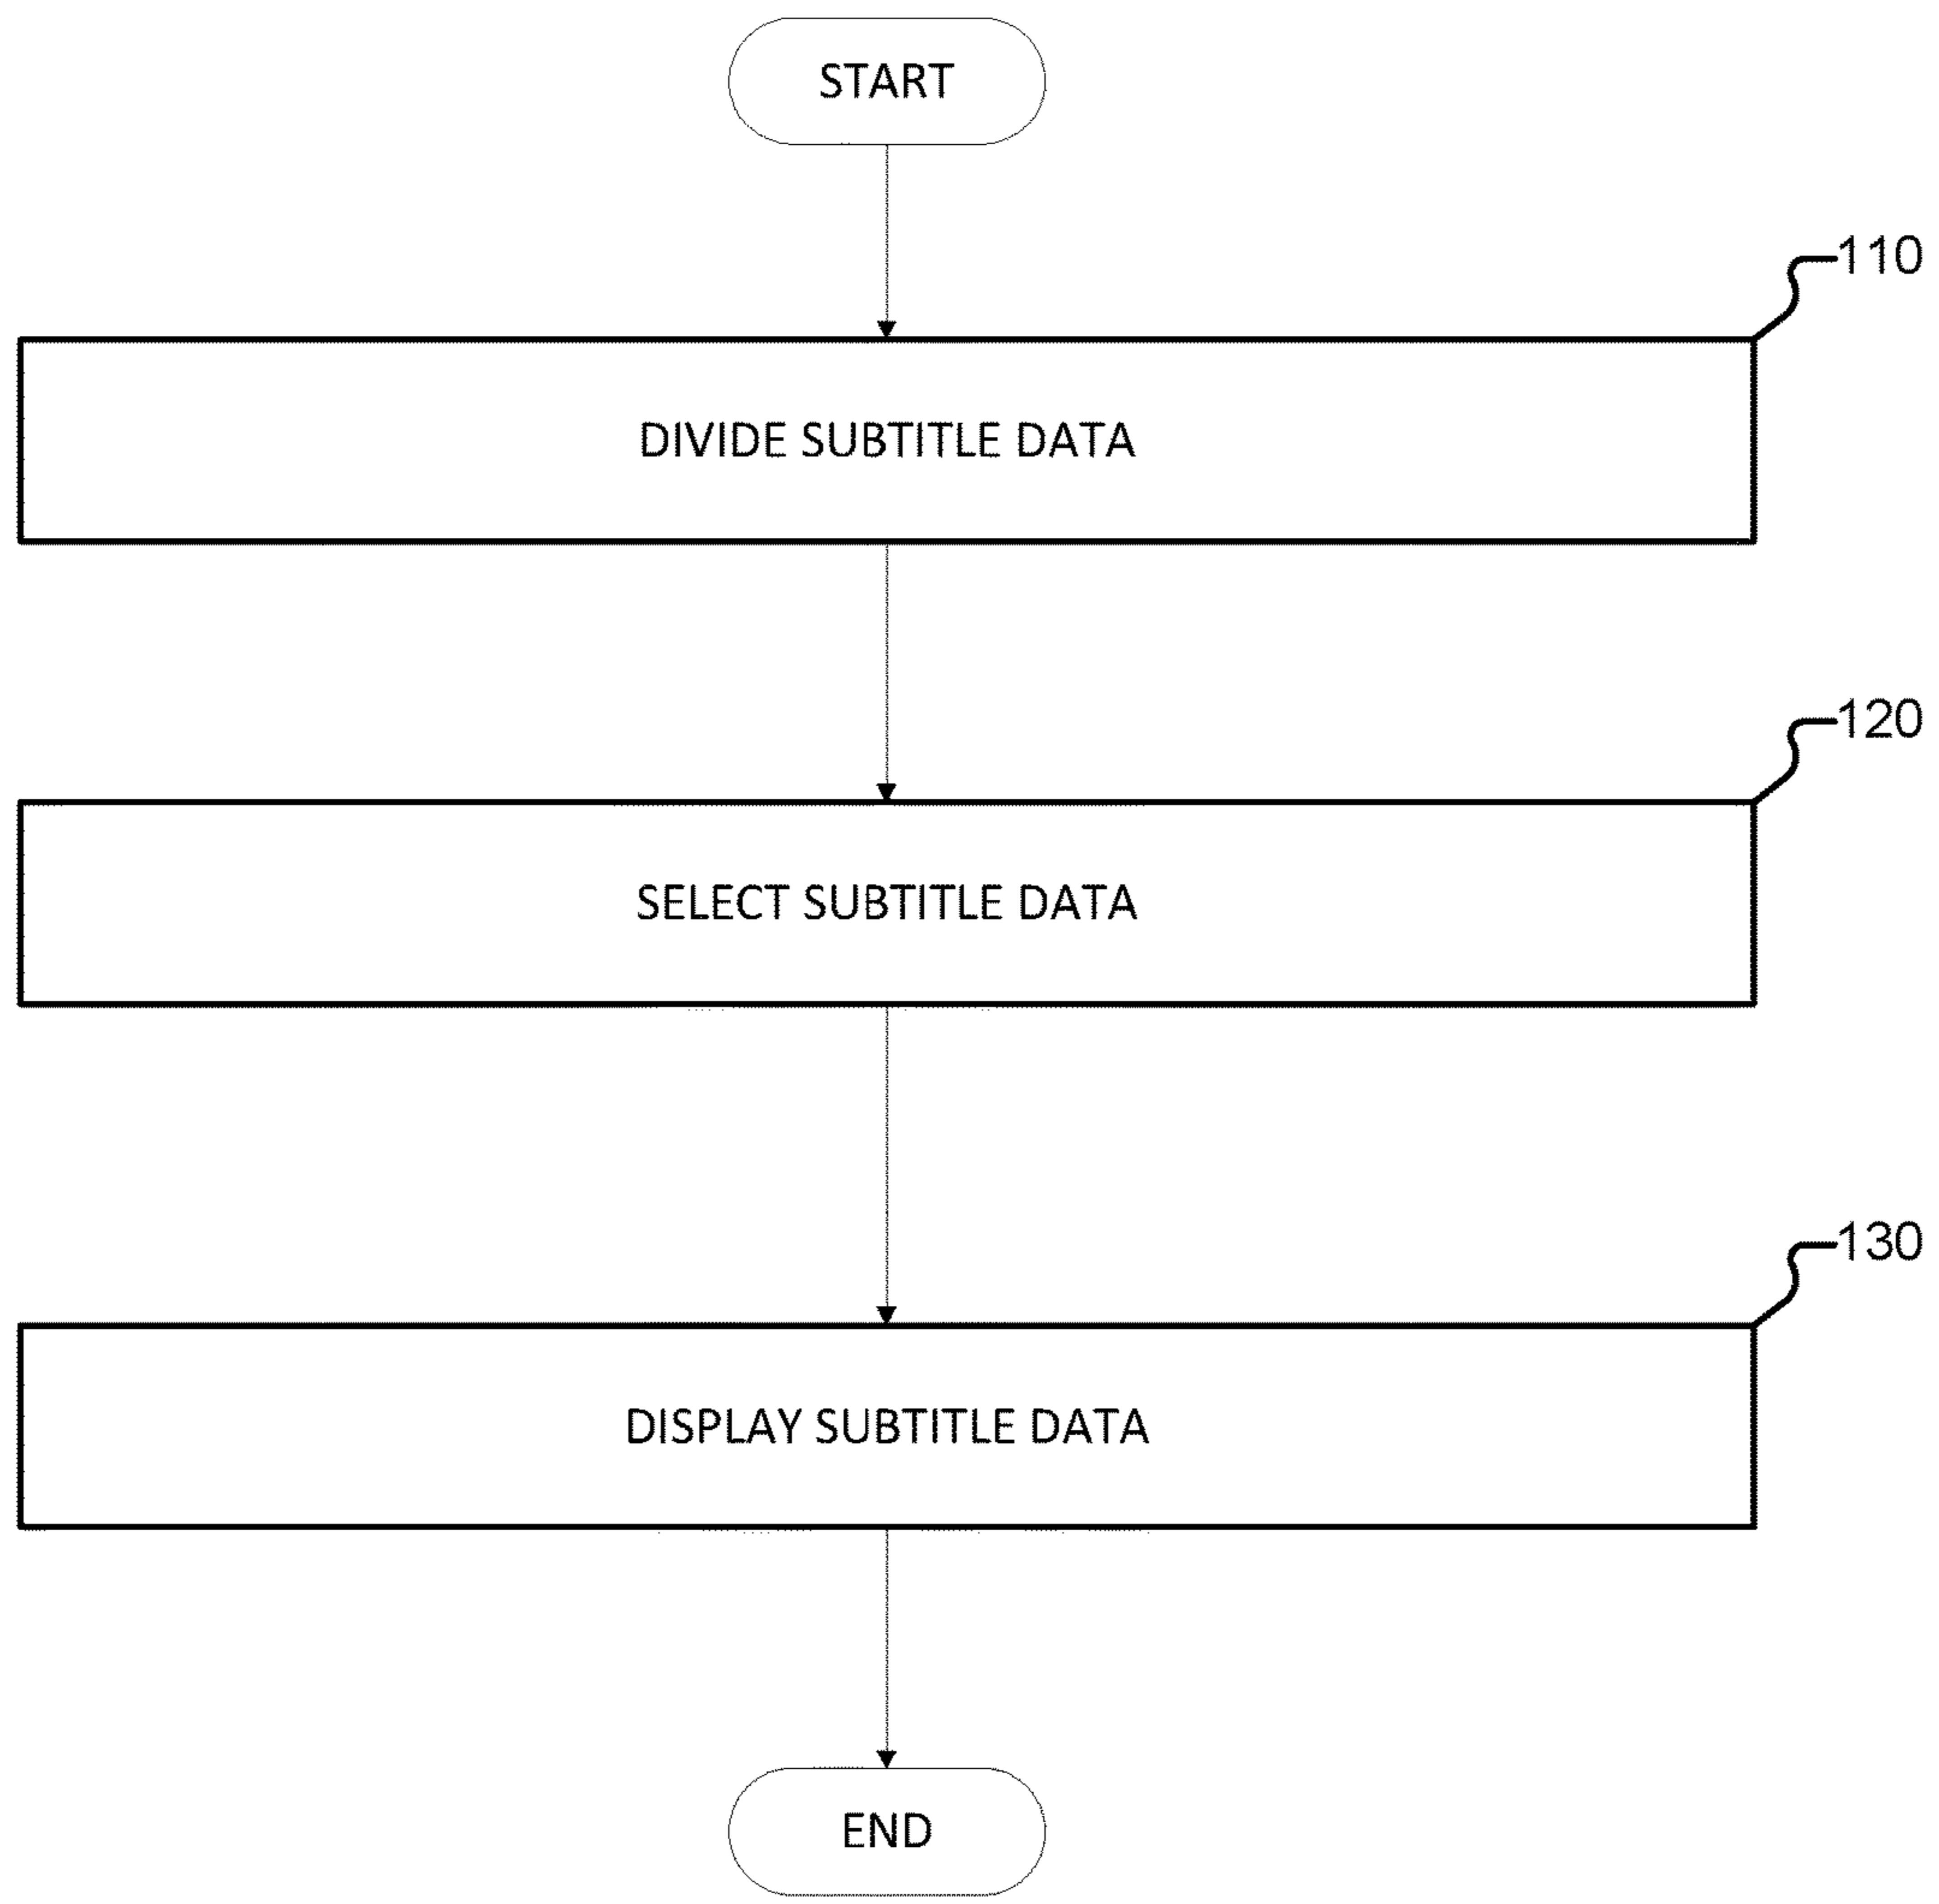 START
110
DIVIDE SUBTITLE DATA
120
SELECT SUBTITLE DATA
130
DISPLAY SUBTITLE DATA
END